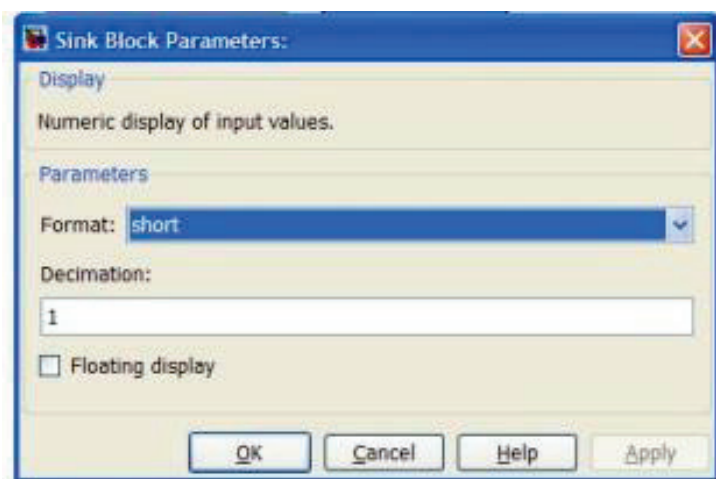 Sink Block Parameters:
Display
Numeric display of input values.
Parameters
Format: short
Decimation:
1
Floating display
OK Cancel Help Apply